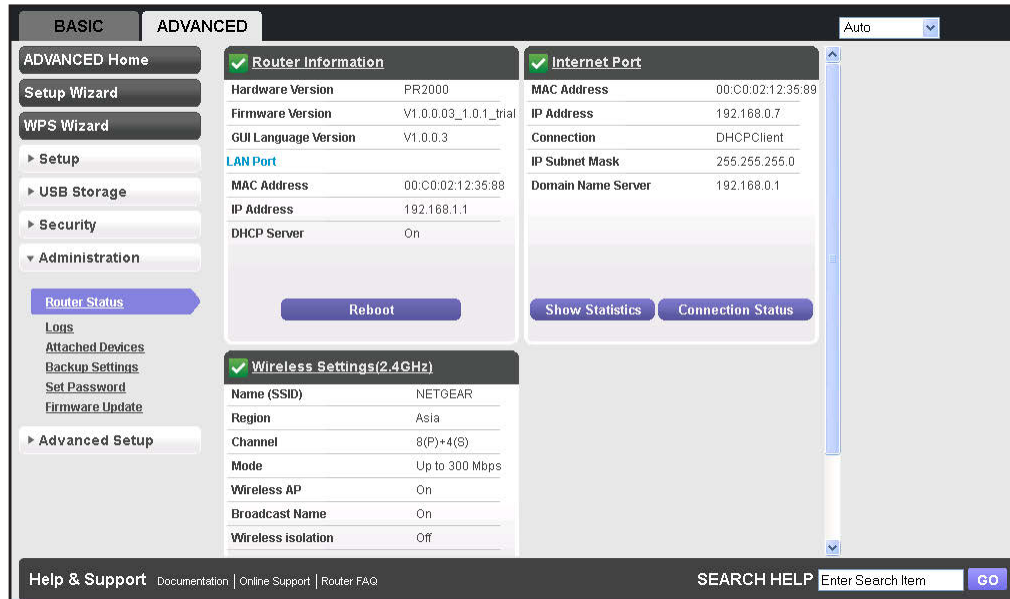 BASIC ADVANCED Auto
ADVANCED Home
Setup Wizard
WPS Wizard
Setup
USB Storage
Security
Administration
Router Status
Logs
Attached Devices
Backup Settings
Set Password
Firmware Update
Advanced Setup
Router Information
Hardware Version PR2000
Firmware Version V1.0.0.03_1.0.1_trial
GUI Language Version V1.0.0.3
LAN Port
MAC Address 00:C0:02:12:35:88
IP Address 192.168.1.1
DHCP Server On
Reboot
Internet Port
MAC Address 00:C0:02:12:35:89
IP Address 192.168.0.7
Connection DHCPClient
IP Subnet Mask 255.255.255.0
Domain Name Server 192.168.0.1
Show Statistics Connection Status
Wireless Settings(2.4GHz)
Name (SSID) NETGEAR
Region Asia
Channel 8(P)+4(S)
Mode Up to 300 Mbps
Wireless AP On
Broadcast Name On
Wireless isolation Off
Help & Support Documentation | Online Support | Router FAQ SEARCH HELP Enter Search Item GO